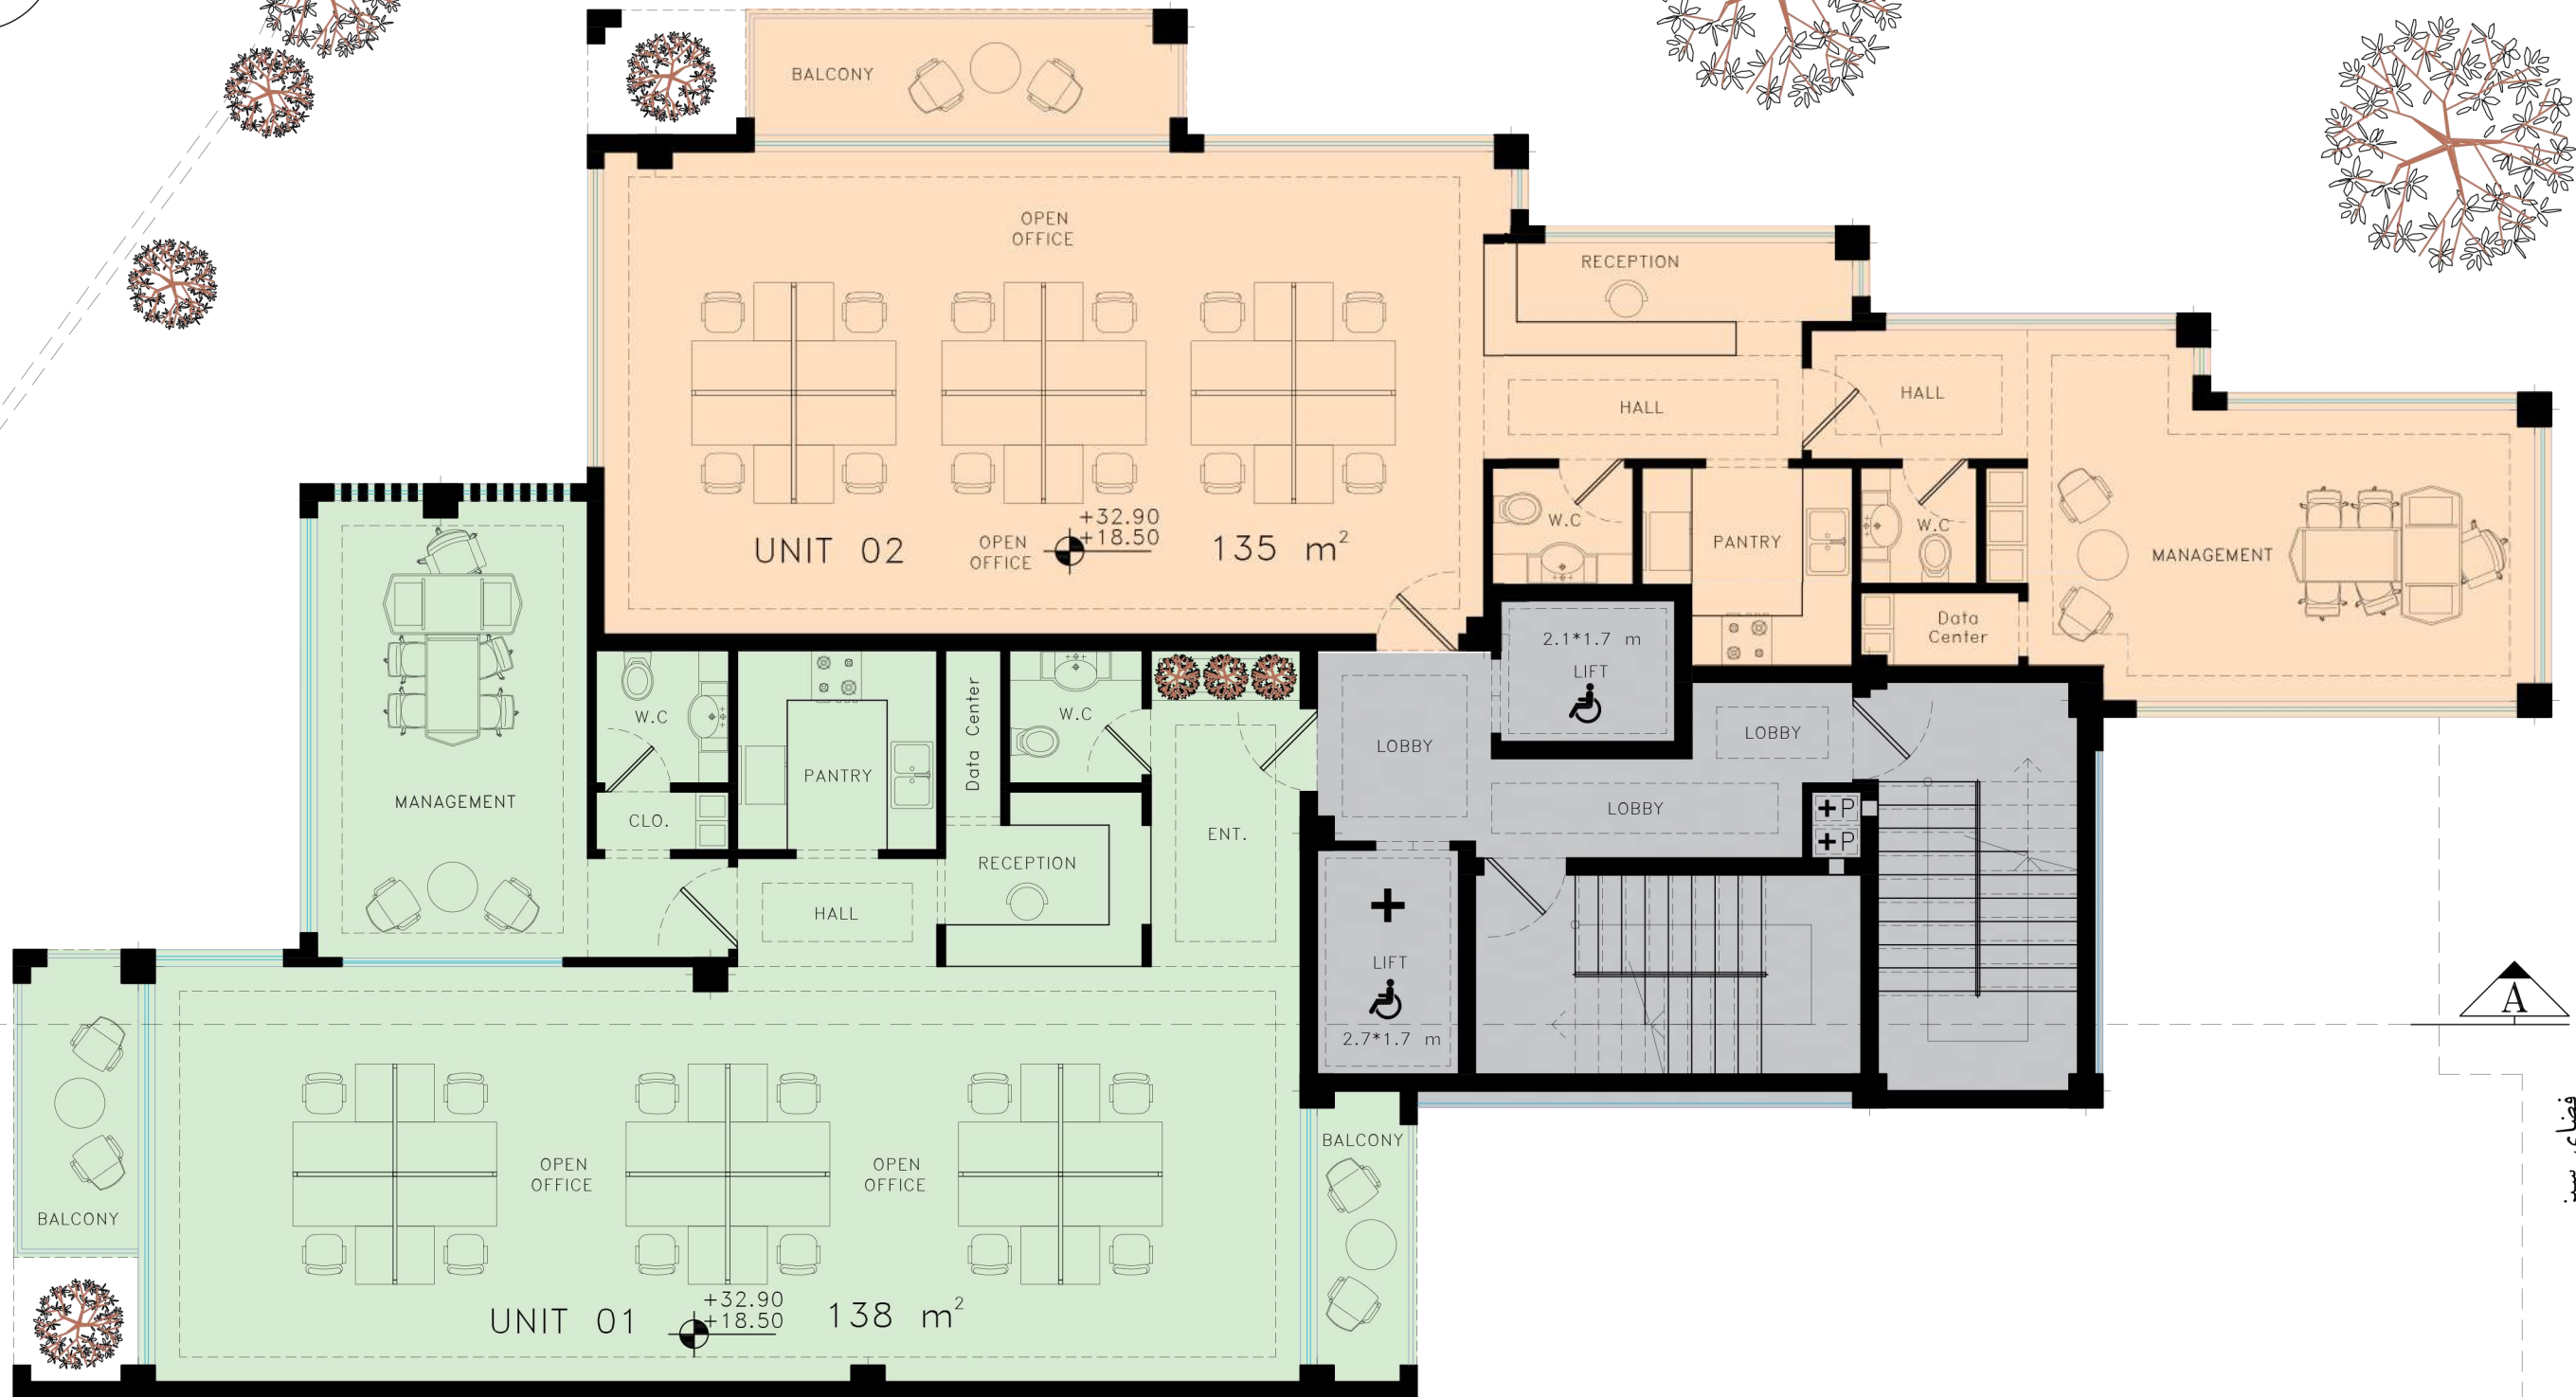 BALCONY
OPEN
OFFICE
RECEPTION
HALL
HALL
UNIT 02
OPEN
OFFICE
+32.90
+18.50
135 m²
W.C
PANTRY
W.C
MANAGEMENT
Data
Center
2.1*1.7 m
LIFT
W.C
PANTRY
Data Center
W.C
LOBBY
LOBBY
MANAGEMENT
CLO.
ENT.
LOBBY
+P
+P
RECEPTION
HALL
LIFT
2.7*1.7 m
A
فضای سبز
BALCONY
OPEN
OFFICE
OPEN
OFFICE
BALCONY
UNIT 01
+32.90
+18.50
138 m²